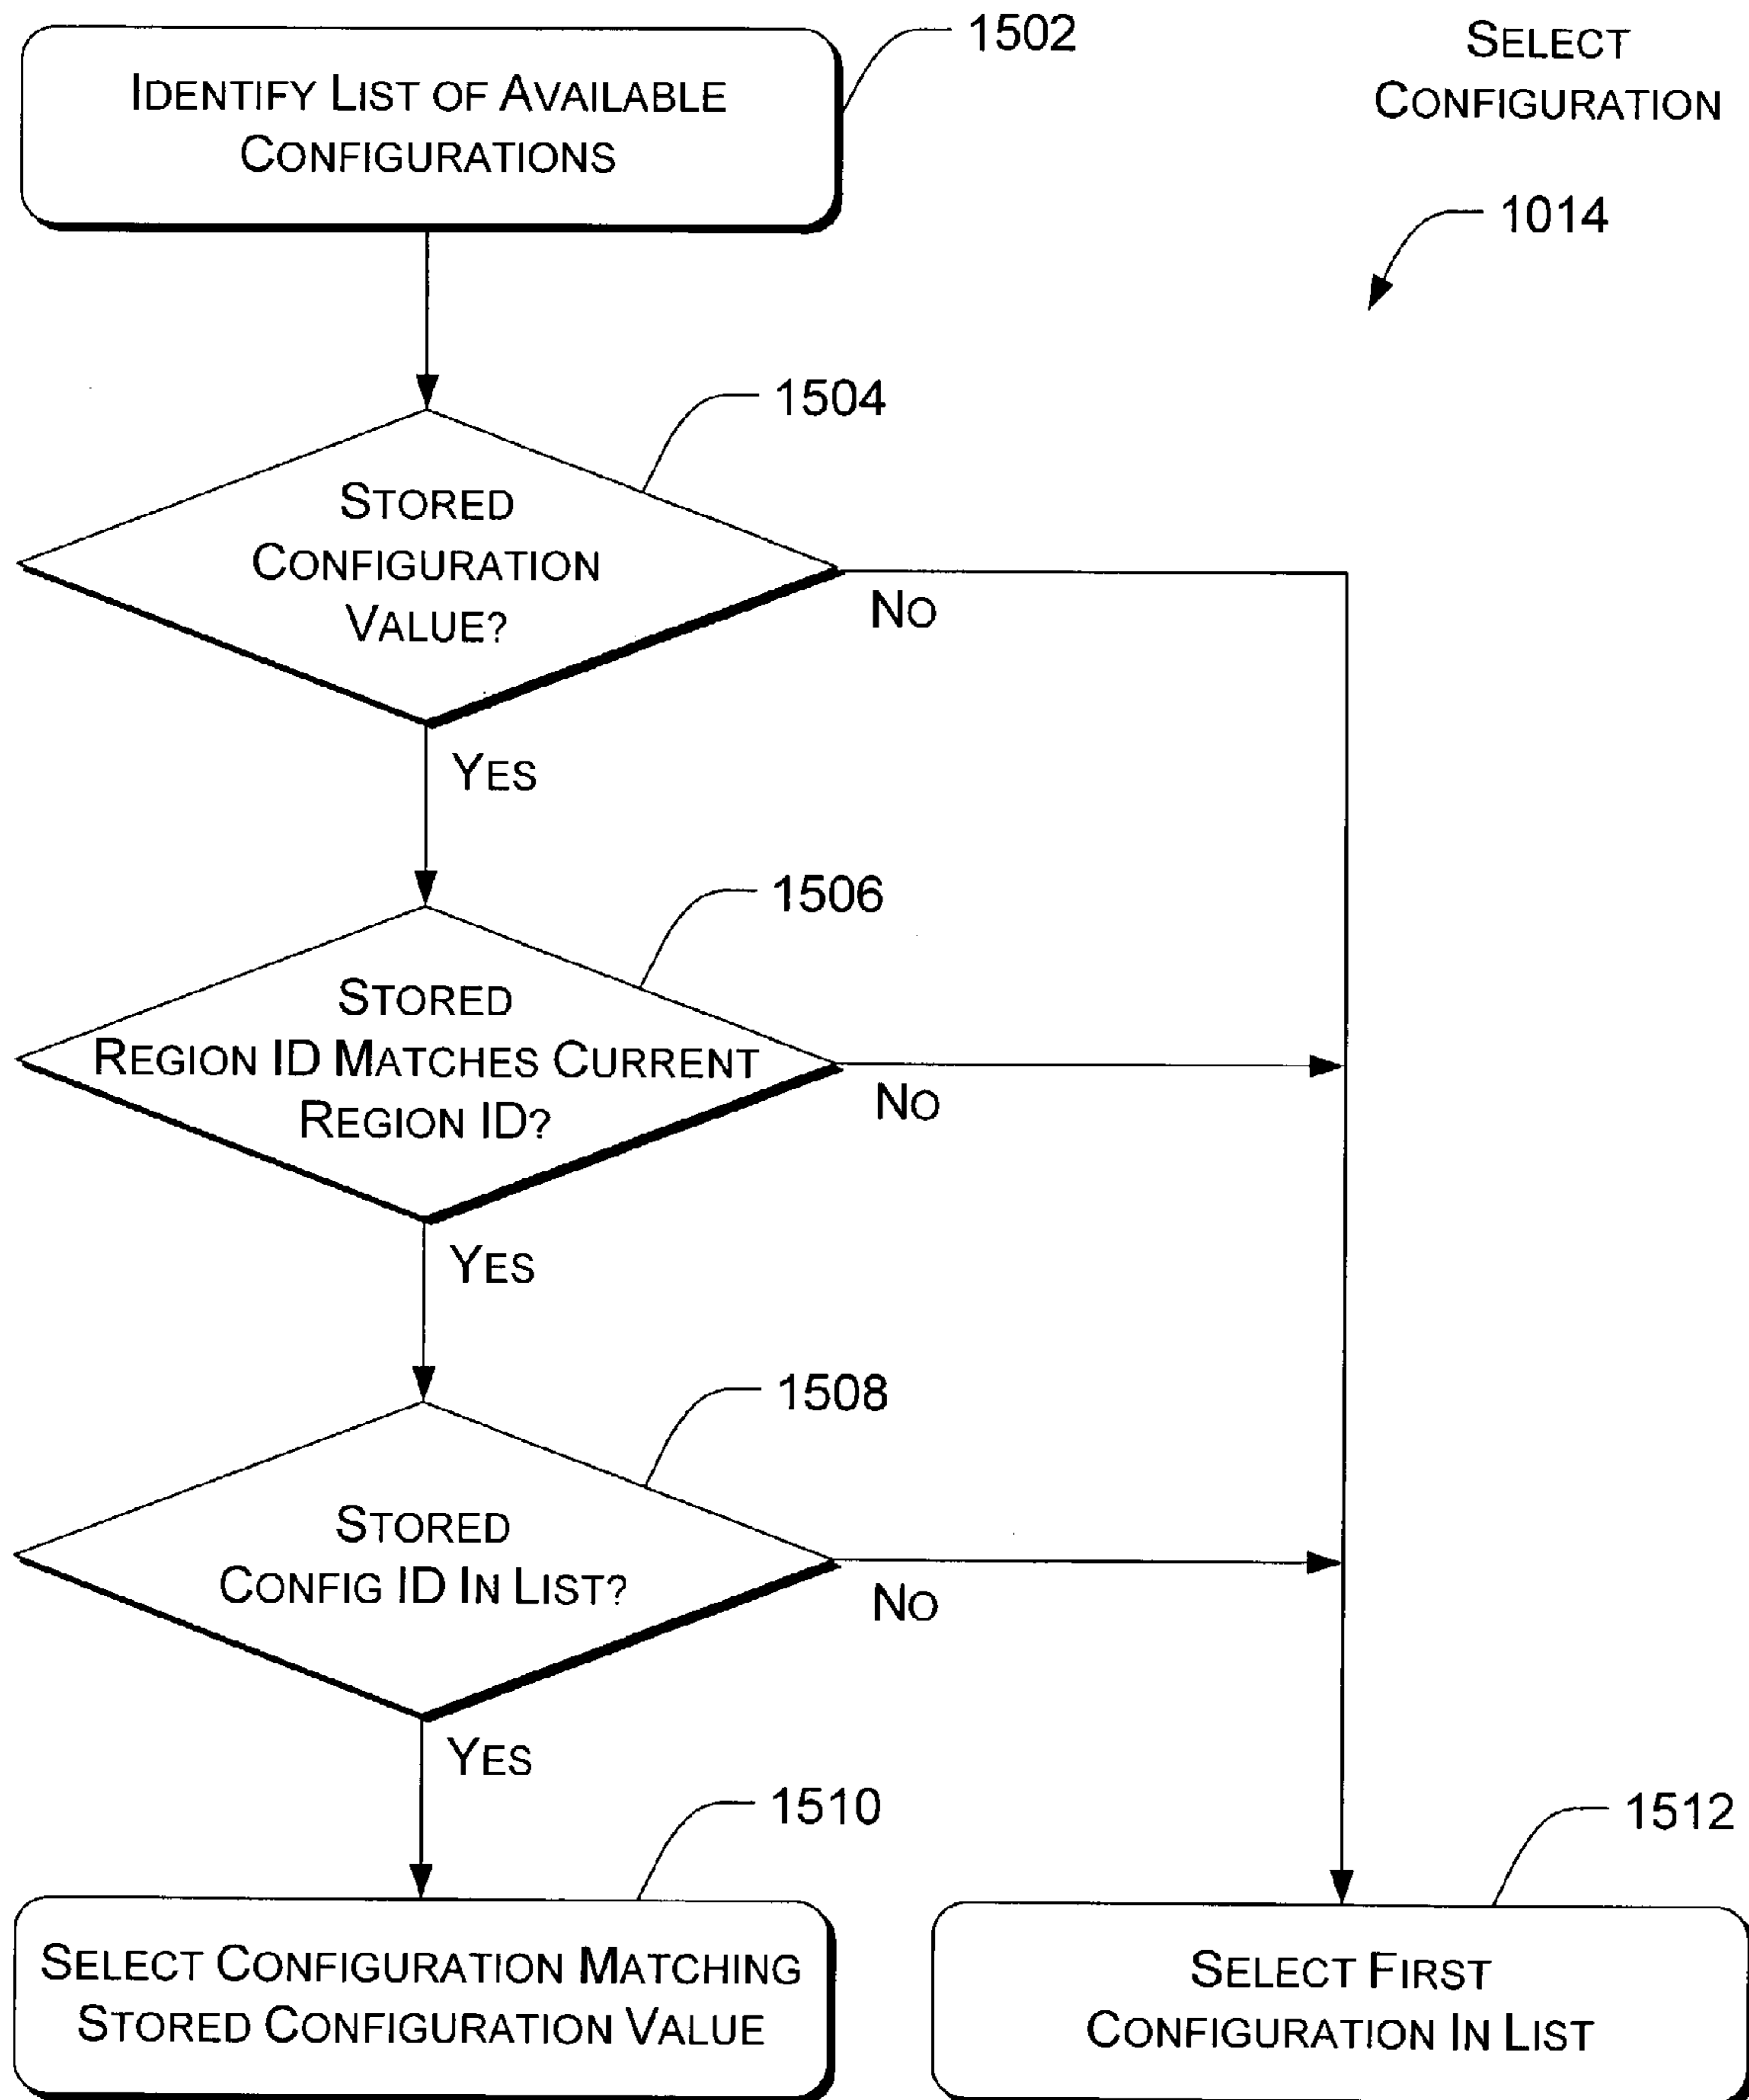 IDENTIFY LIST OF AVAILABLE
CONFIGURATIONS
1502
SELECT
CONFIGURATION
1014
1504
STORED
CONFIGURATION
VALUE?
NO
YES
1506
STORED
REGION ID MATCHES CURRENT
REGION ID?
NO
YES
1508
STORED
CONFIG ID IN LIST?
NO
YES
1510
SELECT CONFIGURATION MATCHING
STORED CONFIGURATION VALUE
1512
SELECT FIRST
CONFIGURATION IN LIST